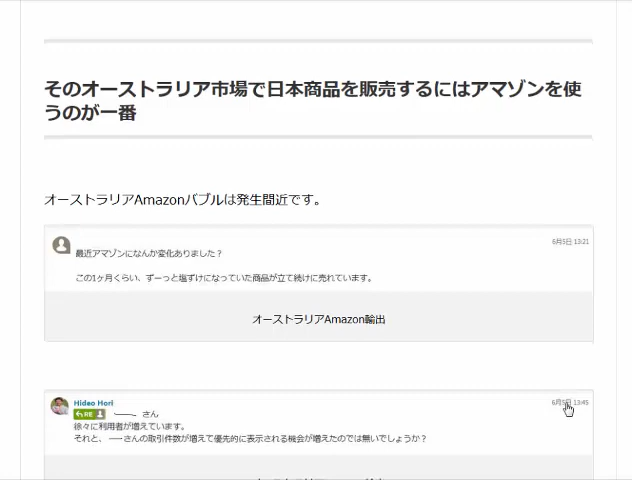 そのオーストラリア市場で日本商品を販売するにはアマゾンを使
うのが一番
オーストラリアAmazonバブルは発生間近です。
6月5日 13:21
最近アマゾンになんか変化ありました？
この1ヶ月くらい、ずーっと塩ずけになっていた商品が立て続けに売れています。
オーストラリアAmazon輸出
Hideo Hori
6月5日 13:45
RE さん
徐々に利用者が増えています。
それと、 さんの取引件数が増えて優先的に表示される機会が増えたのでは無いでしょうか？